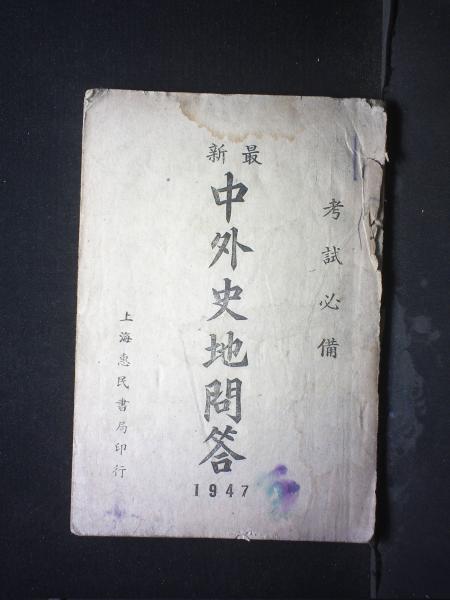 考試必備
最新
中外史地問答
1947
上海惠民書局印行